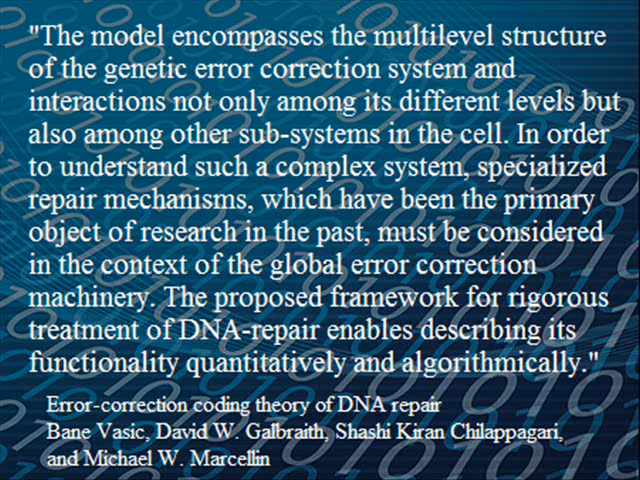 "The model encompasses the multilevel structure
of the genetic error correction system and
interactions not only among its different levels but
also among other sub-systems in the cell. In order
to understand such a complex system, specialized
repair mechanisms, which have been the primary
object of research in the past, must be considered
in the context of the global error correction
machinery. The proposed framework for rigorous
treatment of DNA-repair enables describing its
functionality quantitatively and algorithmically."
Error-correction coding theory of DNA repair
Bane Vasic, David W. Galbraith, Shashi Kiran Chilappagari,
and Michael W. Marcellin